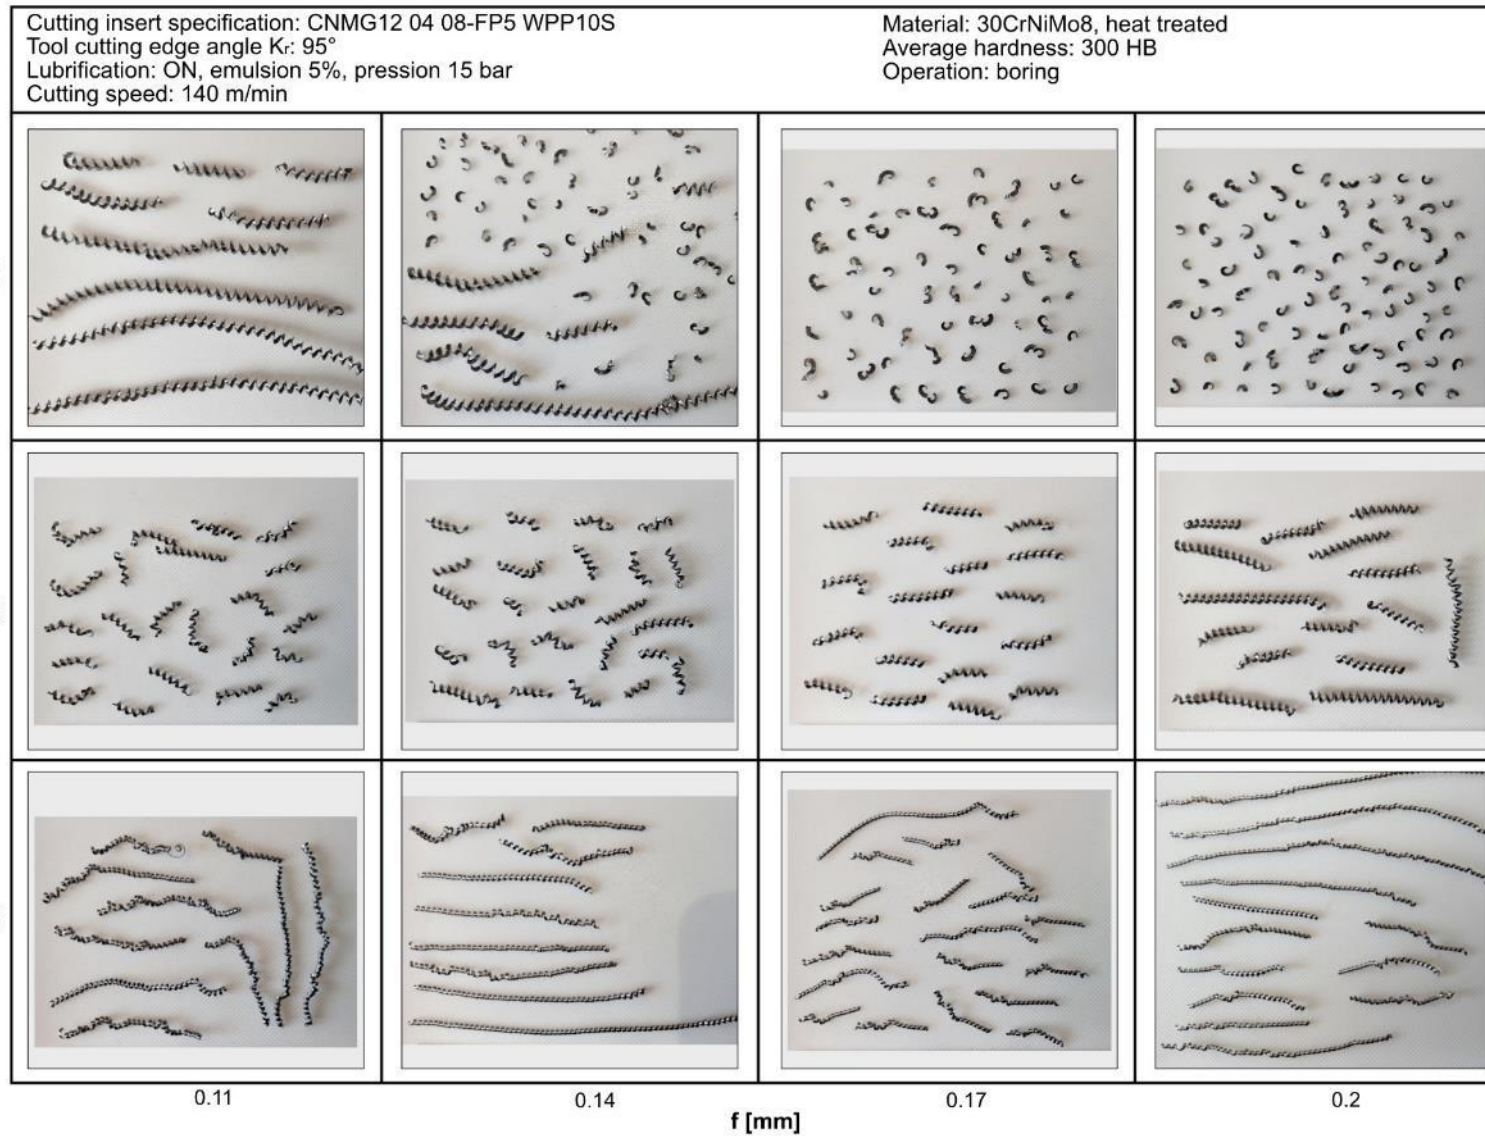 Cutting insert specification: CNMG12 04 08-FP5 WPP10S
Tool cutting edge angle Kr: 95°
Lubrification: ON, emulsion 5%, pression 15 bar
Cutting speed: 140 m/min
Material: 30CrNiMo8, heat treated
Average hardness: 300 HB
Operation: boring
0.11
0.14
0.17
0.2
f [mm]